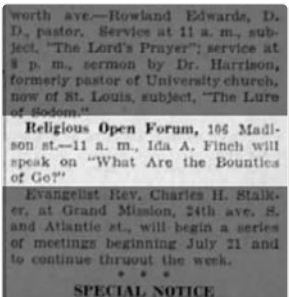 worth ave.—Rowland Edwards, D.
D., pastor. Service at 11 a. m., sub-
ject, "The Lord's Prayer"; service at
8 p. m., sermon by Dr. Harrison,
formerly pastor of University church,
now of St. Louis, subject, "The Lure
of Sodom."
Religious Open Forum, 106 Madi-
son st.—11 a. m., Ida A. Finch will
speak on "What Are the Bounties
of Go?"
Evangelist Rev. Charles H. Stalk-
er, at Grand Mission, 24th ave. S.
and Atlantic st., will begin a series
of meetings beginning July 21 and
to continue thruout the week.
* * *
SPECIAL NOTICE